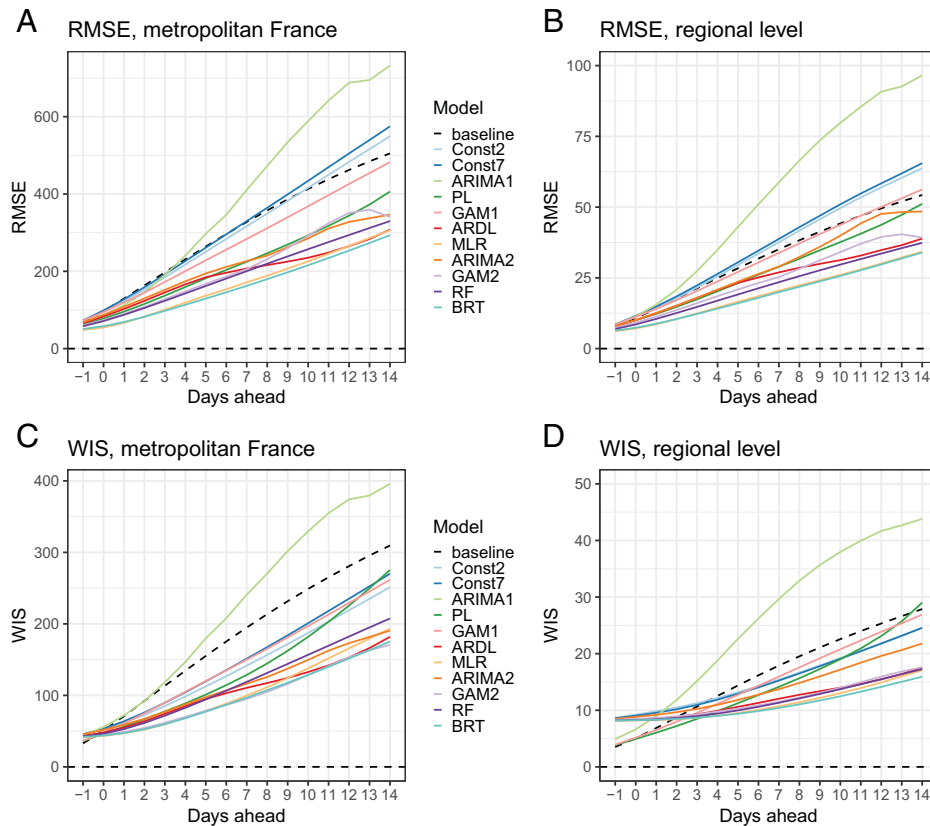 A
RMSE, metropolitan France
RMSE
600
400
200
0
−1 0 1 2 3 4 5 6 7 8 9 10 11 12 13 14
Days ahead
Model
baseline
Const2
Const7
ARIMA1
PL
GAM1
ARDL
MLR
ARIMA2
GAM2
RF
BRT
B
RMSE, regional level
RMSE
100
75
50
25
0
−1 0 1 2 3 4 5 6 7 8 9 10 11 12 13 14
Days ahead
C
WIS, metropolitan France
WIS
400
300
200
100
0
−1 0 1 2 3 4 5 6 7 8 9 10 11 12 13 14
Days ahead
Model
baseline
Const2
Const7
ARIMA1
PL
GAM1
ARDL
MLR
ARIMA2
GAM2
RF
BRT
D
WIS, regional level
WIS
50
40
30
20
10
0
−1 0 1 2 3 4 5 6 7 8 9 10 11 12 13 14
Days ahead